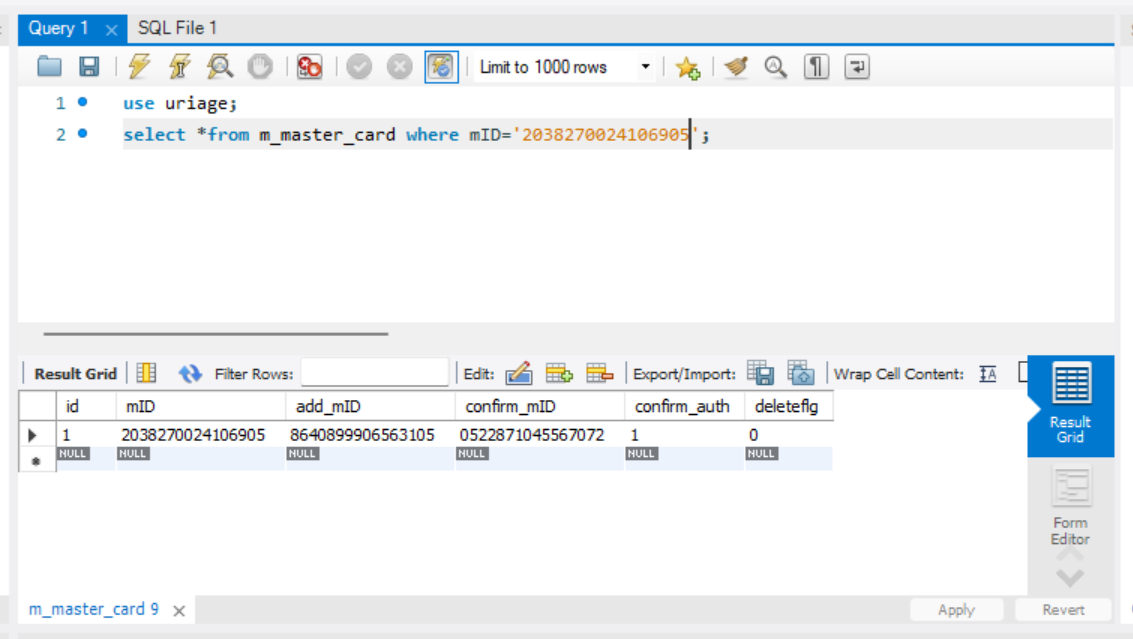 Query 1 SQL File 1
Limit to 1000 rows
1 use uriage;
2 select *from m_master_card where mID='2038270024106905';
Result Grid Filter Rows: Edit: Export/Import: Wrap Cell Content: IA
id mID add_mID confirm_mID confirm_auth deleteflg
1 2038270024106905 8640899906563105 0522871045567072 1 0
NULL NULL NULL NULL NULL NULL
Result
Grid
Form
Editor
m_master_card 9 Apply Revert